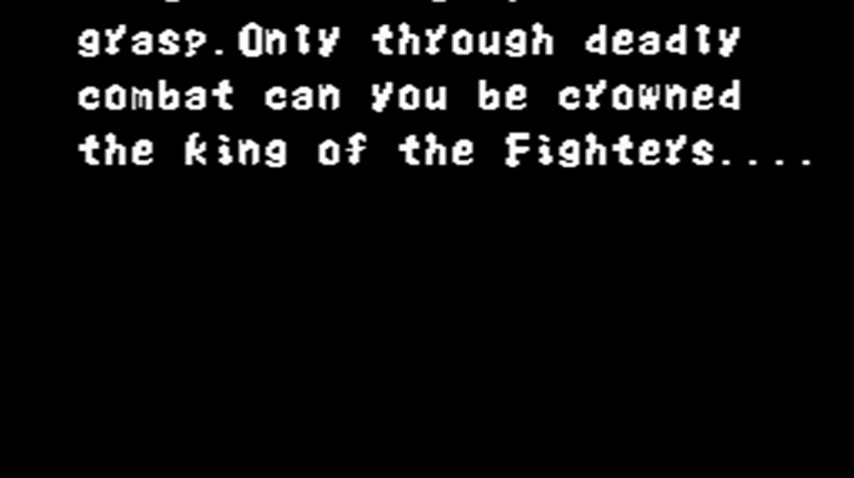 grasp.Only through deadly
combat can you be crowned
the king of the Fighters....